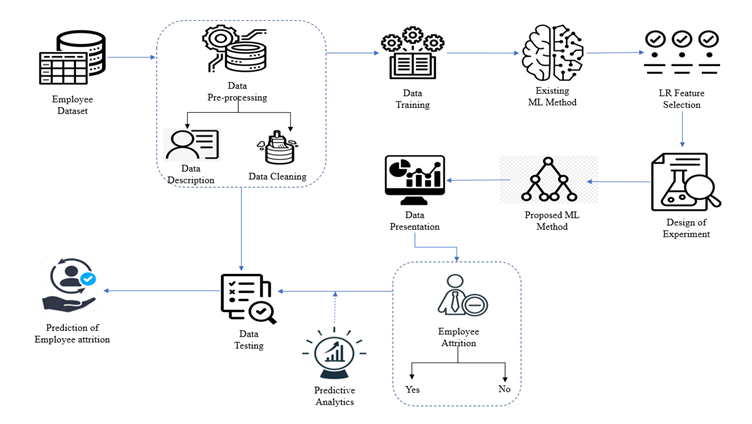 Employee
Dataset
Data
Pre-processing
Data
Description
Data Cleaning
Data
Training
Existing
ML Method
LR Feature
Selection
Data
Presentation
Proposed ML
Method
Design of
Experiment
Prediction of
Employee attrition
Data
Testing
Predictive
Analytics
Employee
Attrition
Yes
No